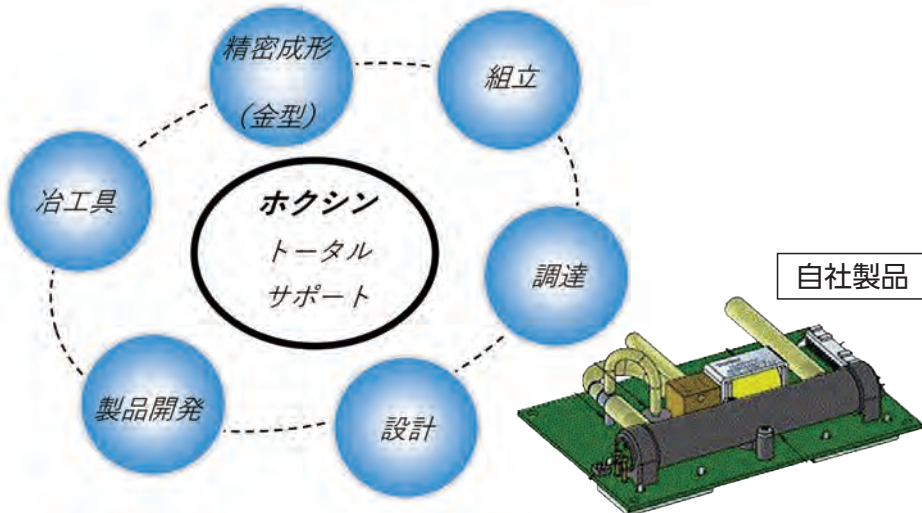 精密成形
(金型)
組立
冶工具
ホクシン
トータル
サポート
調達
自社製品
製品開発
設計